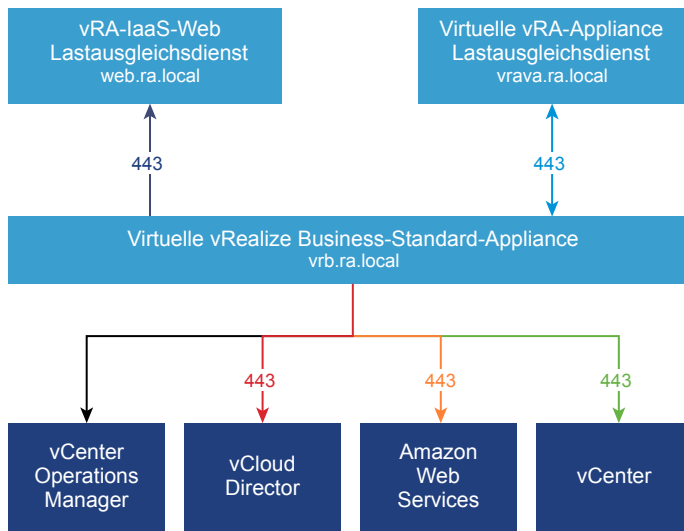 vRA-IaaS-Web
Lastausgleichsdienst
web.ra.local
Virtuelle vRA-Appliance
Lastausgleichsdienst
vrava.ra.local
443
443
Virtuelle vRealize Business-Standard-Appliance
vrb.ra.local
443
443
443
vCenter
Operations
Manager
vCloud
Director
Amazon
Web
Services
vCenter